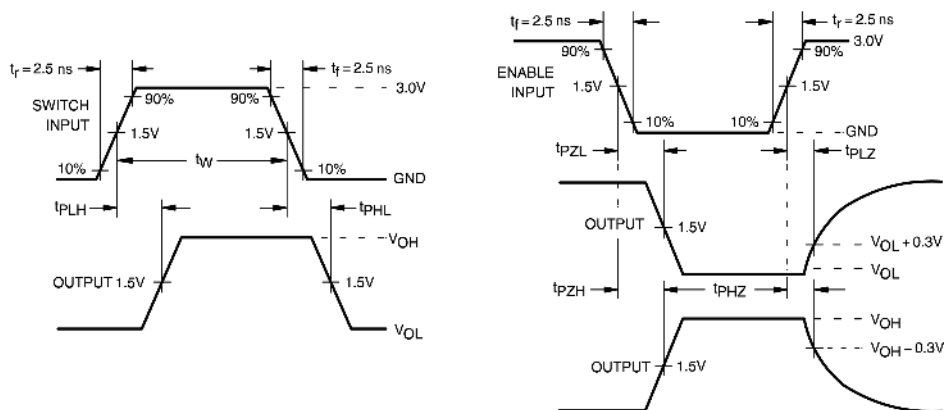 tr = 2.5 ns
tf = 2.5 ns
3.0V
SWITCH
INPUT
90%
90%
1.5V
1.5V
10%
10%
tW
GND
tPLH
tPHL
VOH
OUTPUT 1.5V
1.5V
VOL
tf = 2.5 ns
tr = 2.5 ns
3.0V
90%
90%
ENABLE
INPUT
1.5V
1.5V
10%
10%
GND
tPZL
tPLZ
OUTPUT
1.5V
VOL + 0.3V
VOL
tPZH
tPHZ
VOH
VOH – 0.3V
OUTPUT
1.5V